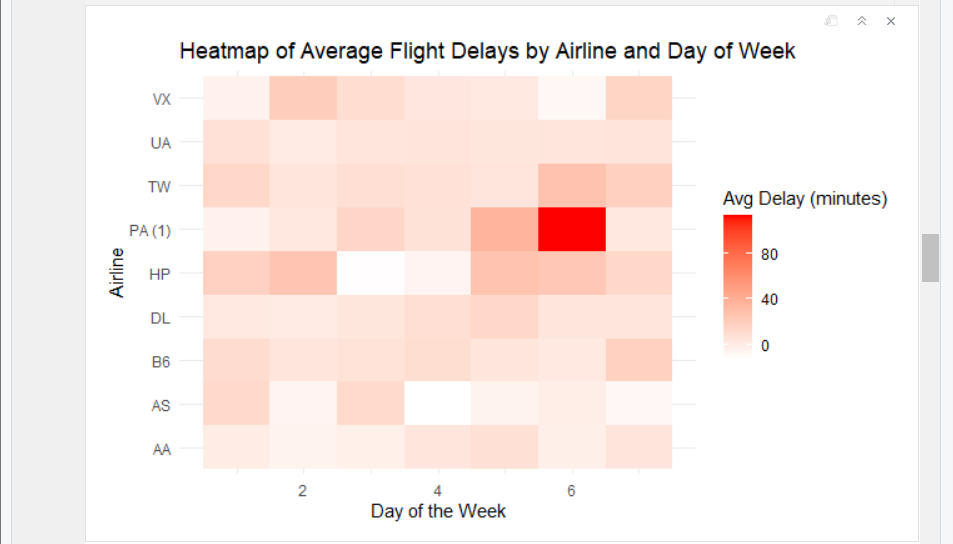 Heatmap of Average Flight Delays by Airline and Day of Week
VX
UA
TW
PA (1)
HP
DL
B6
AS
AA
Airline
2 4 6
Day of the Week
Avg Delay (minutes)
80
40
0